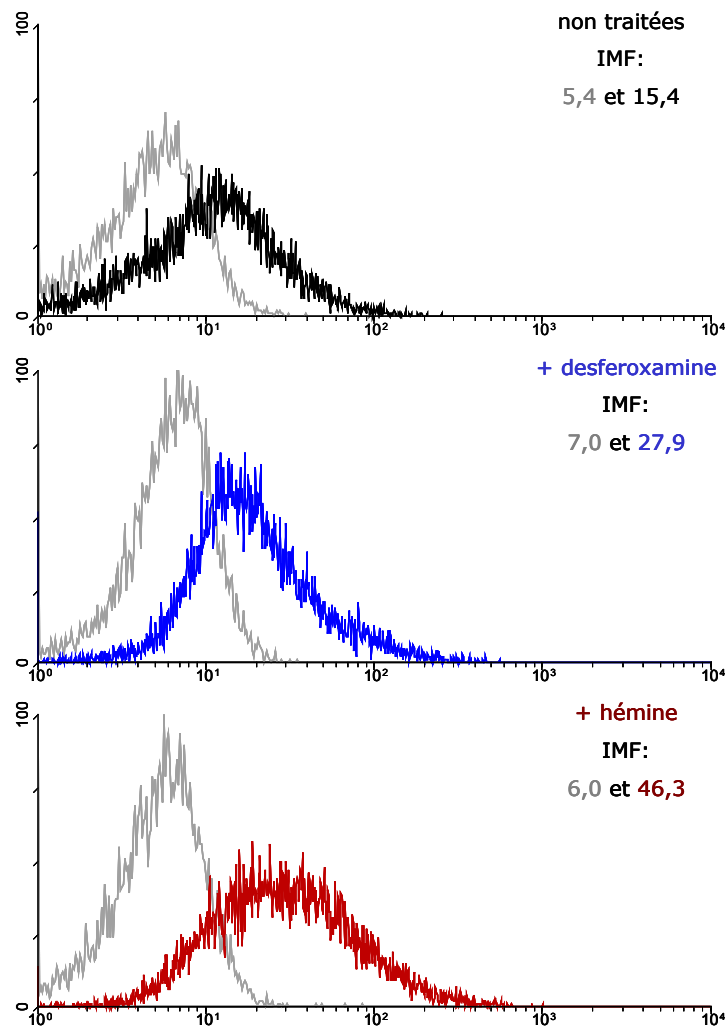 100
non traitées
IMF:
5,4 et 15,4
0
10⁰ 10¹ 10² 10³ 10⁴
100
+ desferoxamine
IMF:
7,0 et 27,9
0
10⁰ 10¹ 10² 10³ 10⁴
100
+ hémine
IMF:
6,0 et 46,3
0
10⁰ 10¹ 10² 10³ 10⁴